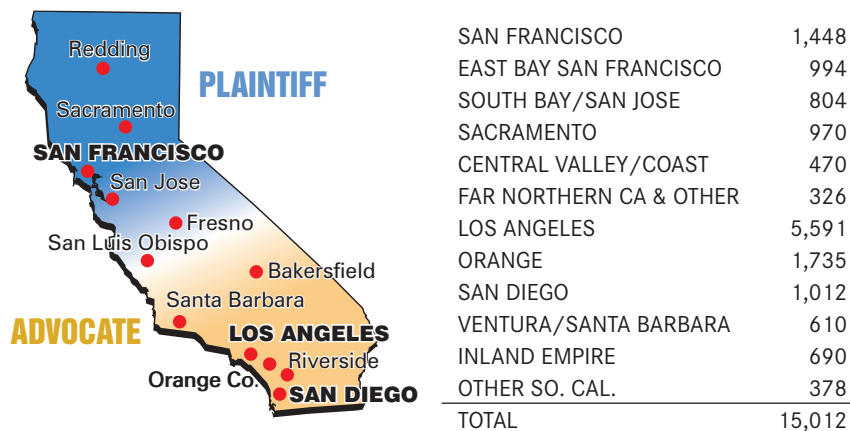 Redding
PLAINTIFF
Sacramento
SAN FRANCISCO
San Jose
Fresno
San Luis Obispo
Bakersfield
Santa Barbara
ADVOCATE
LOS ANGELES
Riverside
Orange Co.
SAN DIEGO
SAN FRANCISCO 1,448
EAST BAY SAN FRANCISCO 994
SOUTH BAY/SAN JOSE 804
SACRAMENTO 970
CENTRAL VALLEY/COAST 470
FAR NORTHERN CA & OTHER 326
LOS ANGELES 5,591
ORANGE 1,735
SAN DIEGO 1,012
VENTURA/SANTA BARBARA 610
INLAND EMPIRE 690
OTHER SO. CAL. 378
TOTAL 15,012